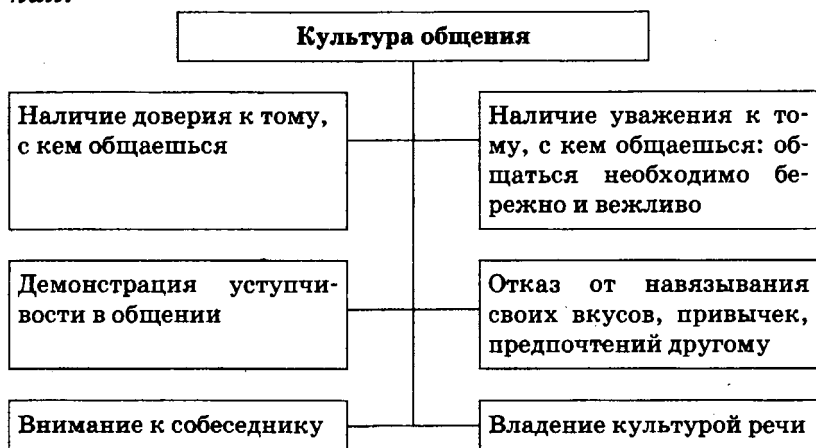 Культура общения
Наличие доверия к тому,
с кем общаешься
Наличие уважения к то-
му, с кем общаешься: об-
щаться необходимо бе-
режно и вежливо
Демонстрация уступчи-
вости в общении
Отказ от навязывания
своих вкусов, привычек,
предпочтений другому
Внимание к собеседнику
Владение культурой речи